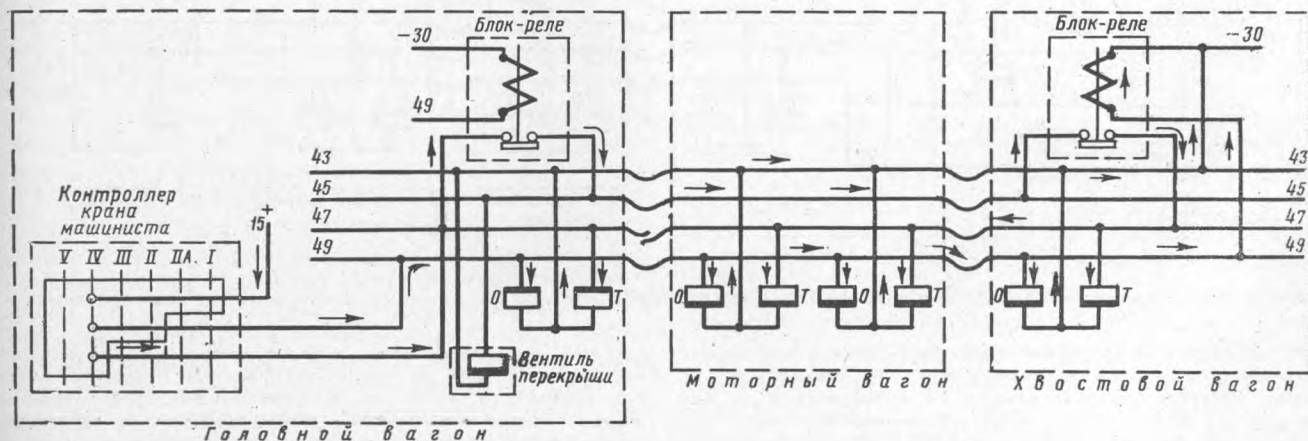 Блок-реле
Блок-реле
−30
−30
49
43
43
45
45
47
47
49
49
Контроллер
крана
машиниста
15
+
V IV III II IIA I
О Т
О Т О Т
О Т
Вентиль
перекрыши
Моторный вагон
Хвостовой вагон
Головной вагон